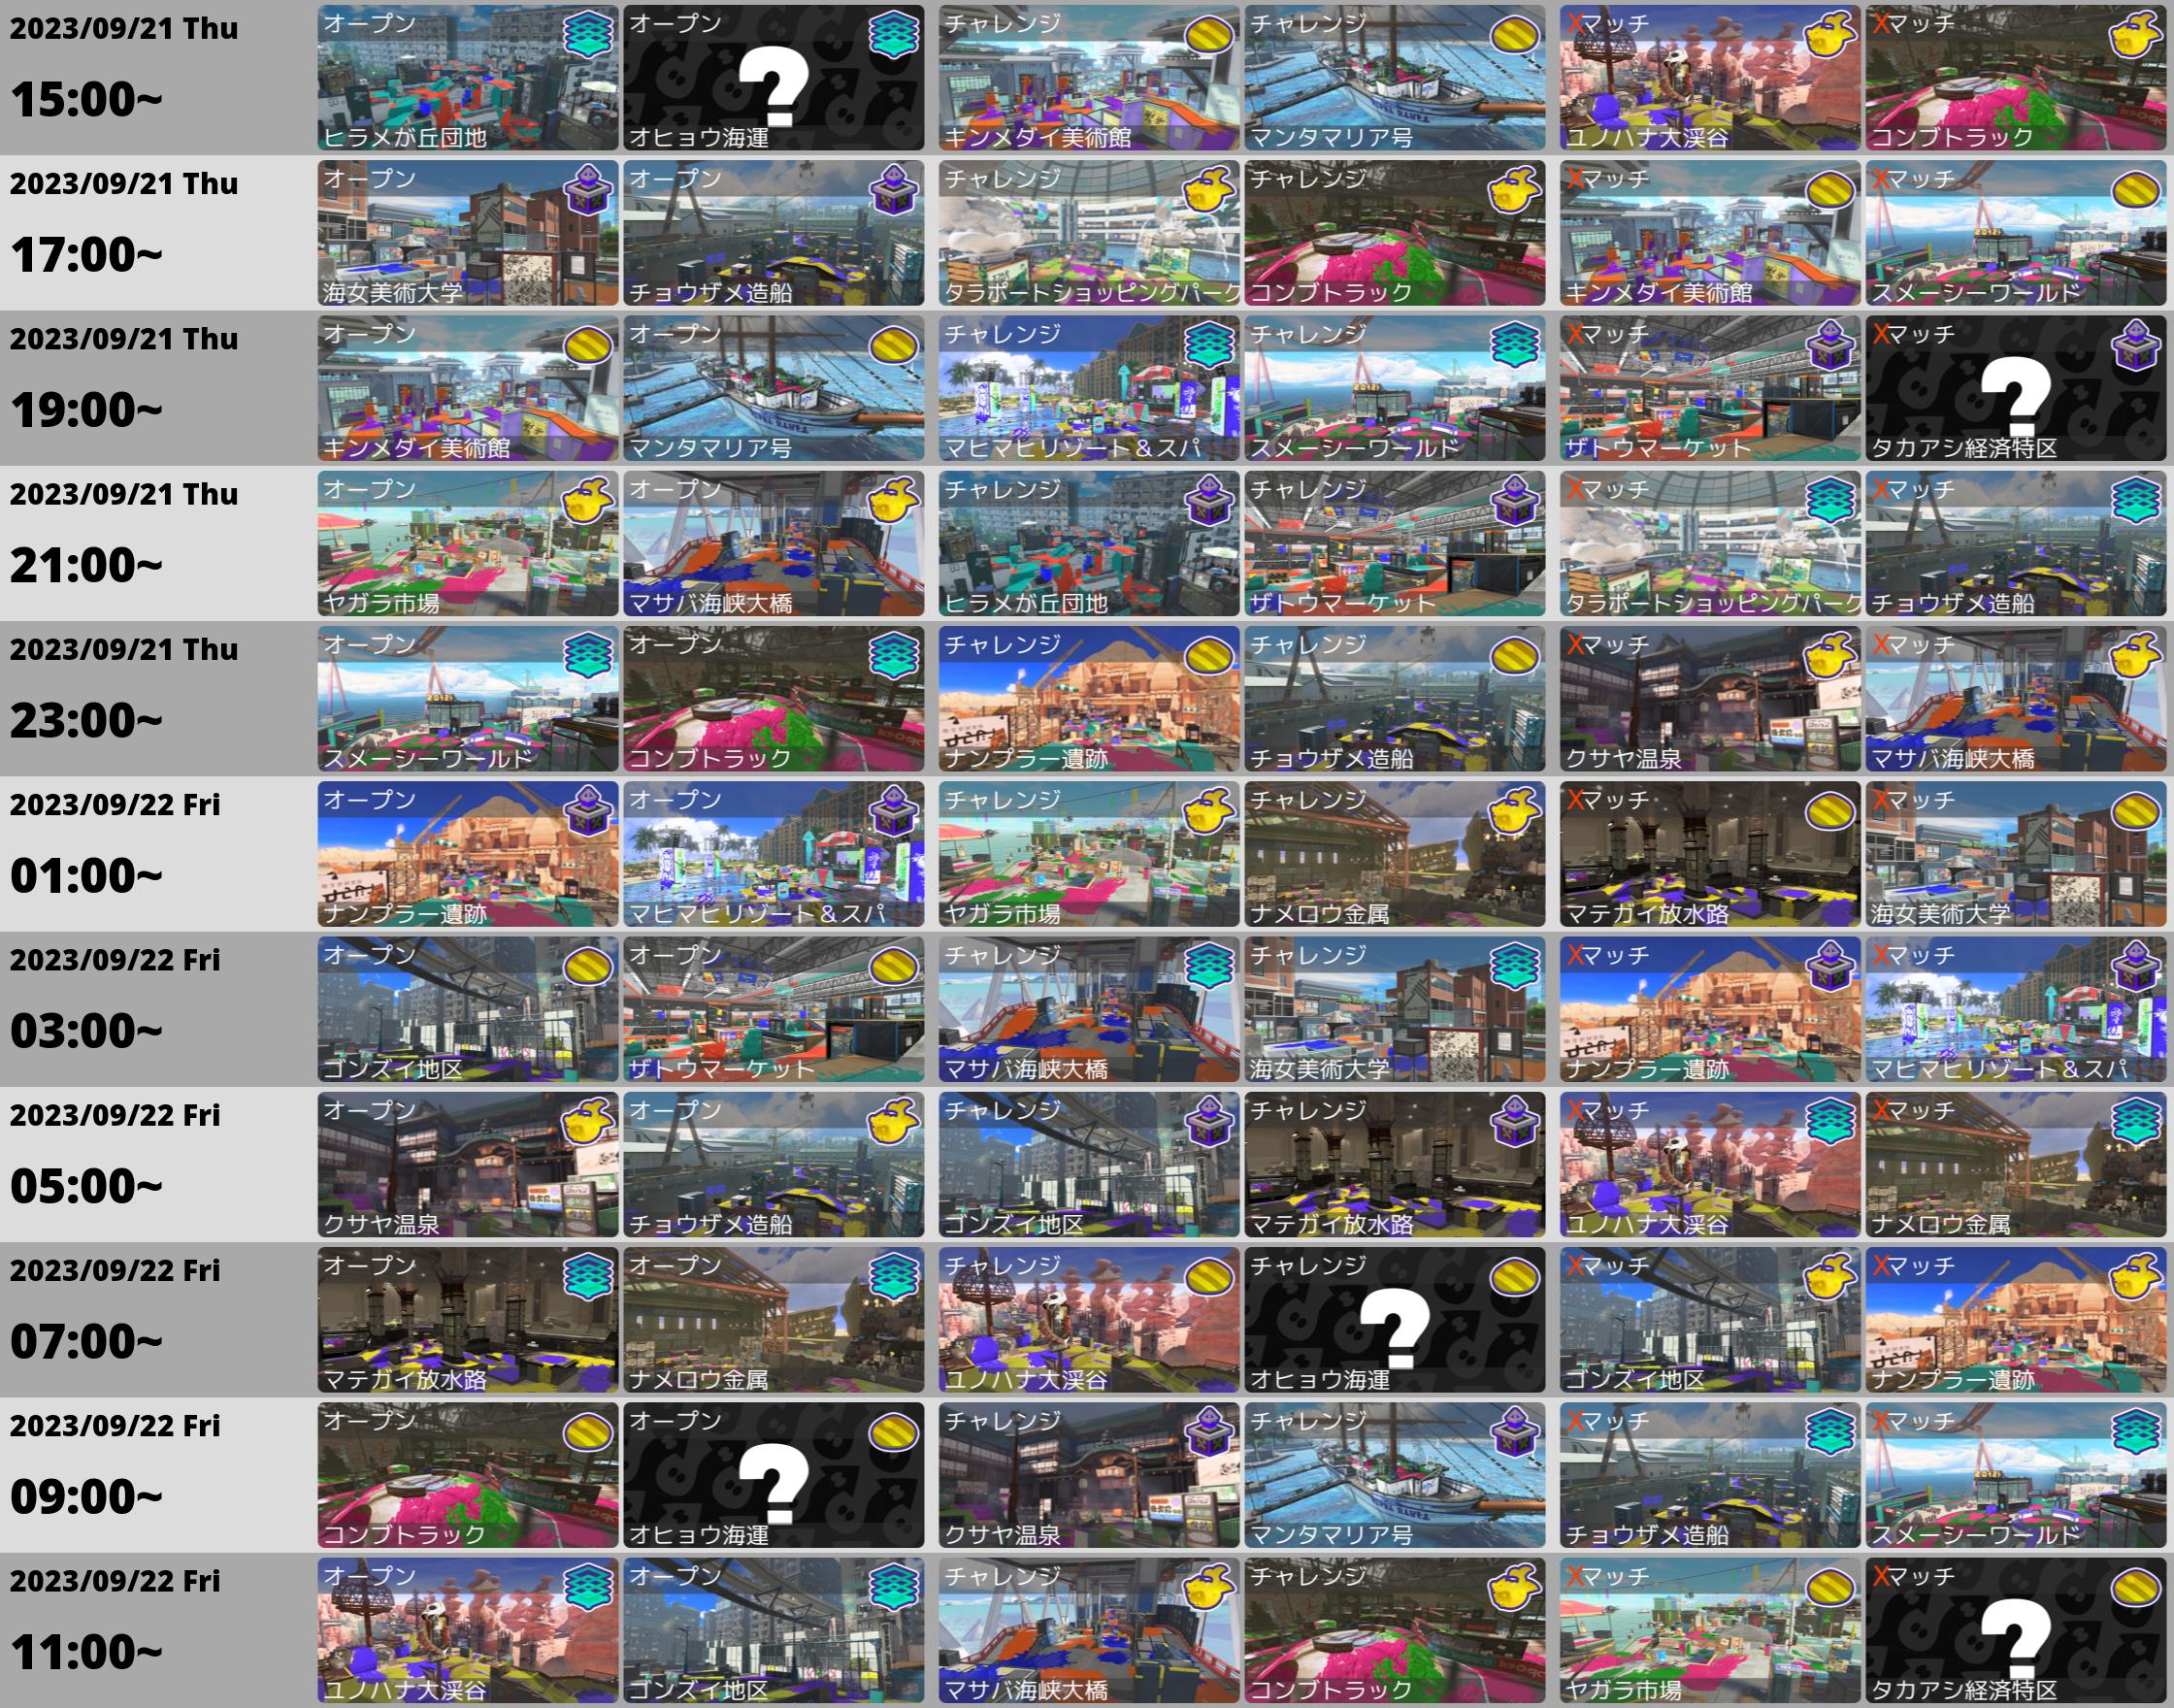 2023/09/21 Thu
15:00~
オープン
ヒラメが丘団地
オープン
オヒョウ海運
チャレンジ
キンメダイ美術館
チャレンジ
マンタマリア号
Xマッチ
ユノハナ大渓谷
Xマッチ
コンブトラック
2023/09/21 Thu
17:00~
オープン
海女美術大学
オープン
チョウザメ造船
チャレンジ
タラポートショッピングパーク
チャレンジ
コンブトラック
Xマッチ
キンメダイ美術館
Xマッチ
スメーシーワールド
2023/09/21 Thu
19:00~
オープン
キンメダイ美術館
オープン
マンタマリア号
チャレンジ
マヒマヒリゾート＆スパ
チャレンジ
スメーシーワールド
Xマッチ
ザトウマーケット
Xマッチ
タカアシ経済特区
2023/09/21 Thu
21:00~
オープン
ヤガラ市場
オープン
マサバ海峡大橋
チャレンジ
ヒラメが丘団地
チャレンジ
ザトウマーケット
Xマッチ
タラポートショッピングパーク
Xマッチ
チョウザメ造船
2023/09/21 Thu
23:00~
オープン
スメーシーワールド
オープン
コンブトラック
チャレンジ
ナンプラー遺跡
チャレンジ
チョウザメ造船
Xマッチ
クサヤ温泉
Xマッチ
マサバ海峡大橋
2023/09/22 Fri
01:00~
オープン
ナンプラー遺跡
オープン
マヒマヒリゾート＆スパ
チャレンジ
ヤガラ市場
チャレンジ
ナメロウ金属
Xマッチ
マテガイ放水路
Xマッチ
海女美術大学
2023/09/22 Fri
03:00~
オープン
ゴンズイ地区
オープン
ザトウマーケット
チャレンジ
マサバ海峡大橋
チャレンジ
海女美術大学
Xマッチ
ナンプラー遺跡
Xマッチ
マヒマヒリゾート＆スパ
2023/09/22 Fri
05:00~
オープン
クサヤ温泉
オープン
チョウザメ造船
チャレンジ
ゴンズイ地区
チャレンジ
マテガイ放水路
Xマッチ
ユノハナ大渓谷
Xマッチ
ナメロウ金属
2023/09/22 Fri
07:00~
オープン
マテガイ放水路
オープン
ナメロウ金属
チャレンジ
ユノハナ大渓谷
チャレンジ
オヒョウ海運
Xマッチ
ゴンズイ地区
Xマッチ
ナンプラー遺跡
2023/09/22 Fri
09:00~
オープン
コンブトラック
オープン
オヒョウ海運
チャレンジ
クサヤ温泉
チャレンジ
マンタマリア号
Xマッチ
チョウザメ造船
Xマッチ
スメーシーワールド
2023/09/22 Fri
11:00~
オープン
ユノハナ大渓谷
オープン
ゴンズイ地区
チャレンジ
マサバ海峡大橋
チャレンジ
コンブトラック
Xマッチ
ヤガラ市場
Xマッチ
タカアシ経済特区